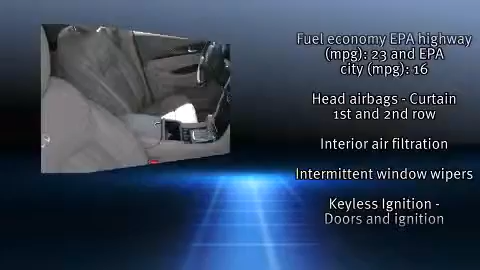 Fuel economy EPA highway
(mpg): 23 and EPA
city (mpg): 16
Head airbags - Curtain
1st and 2nd row
Interior air filtration
Intermittent window wipers
Keyless Ignition -
Doors and ignition